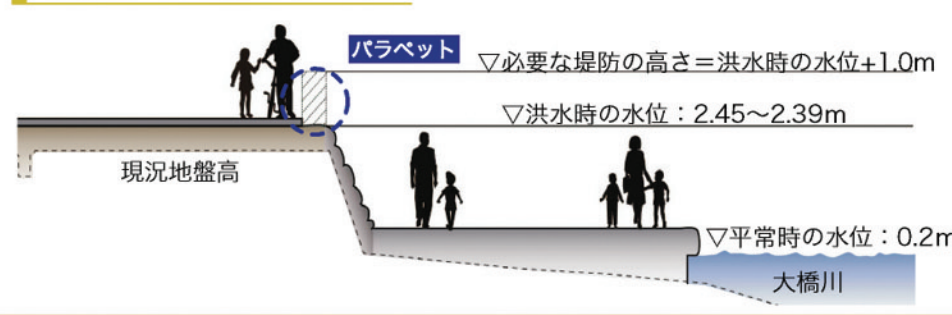 パラペット
▽必要な堤防の高さ＝洪水時の水位+1.0m
▽洪水時の水位：2.45〜2.39m
現況地盤高
▽平常時の水位：0.2m
大橋川